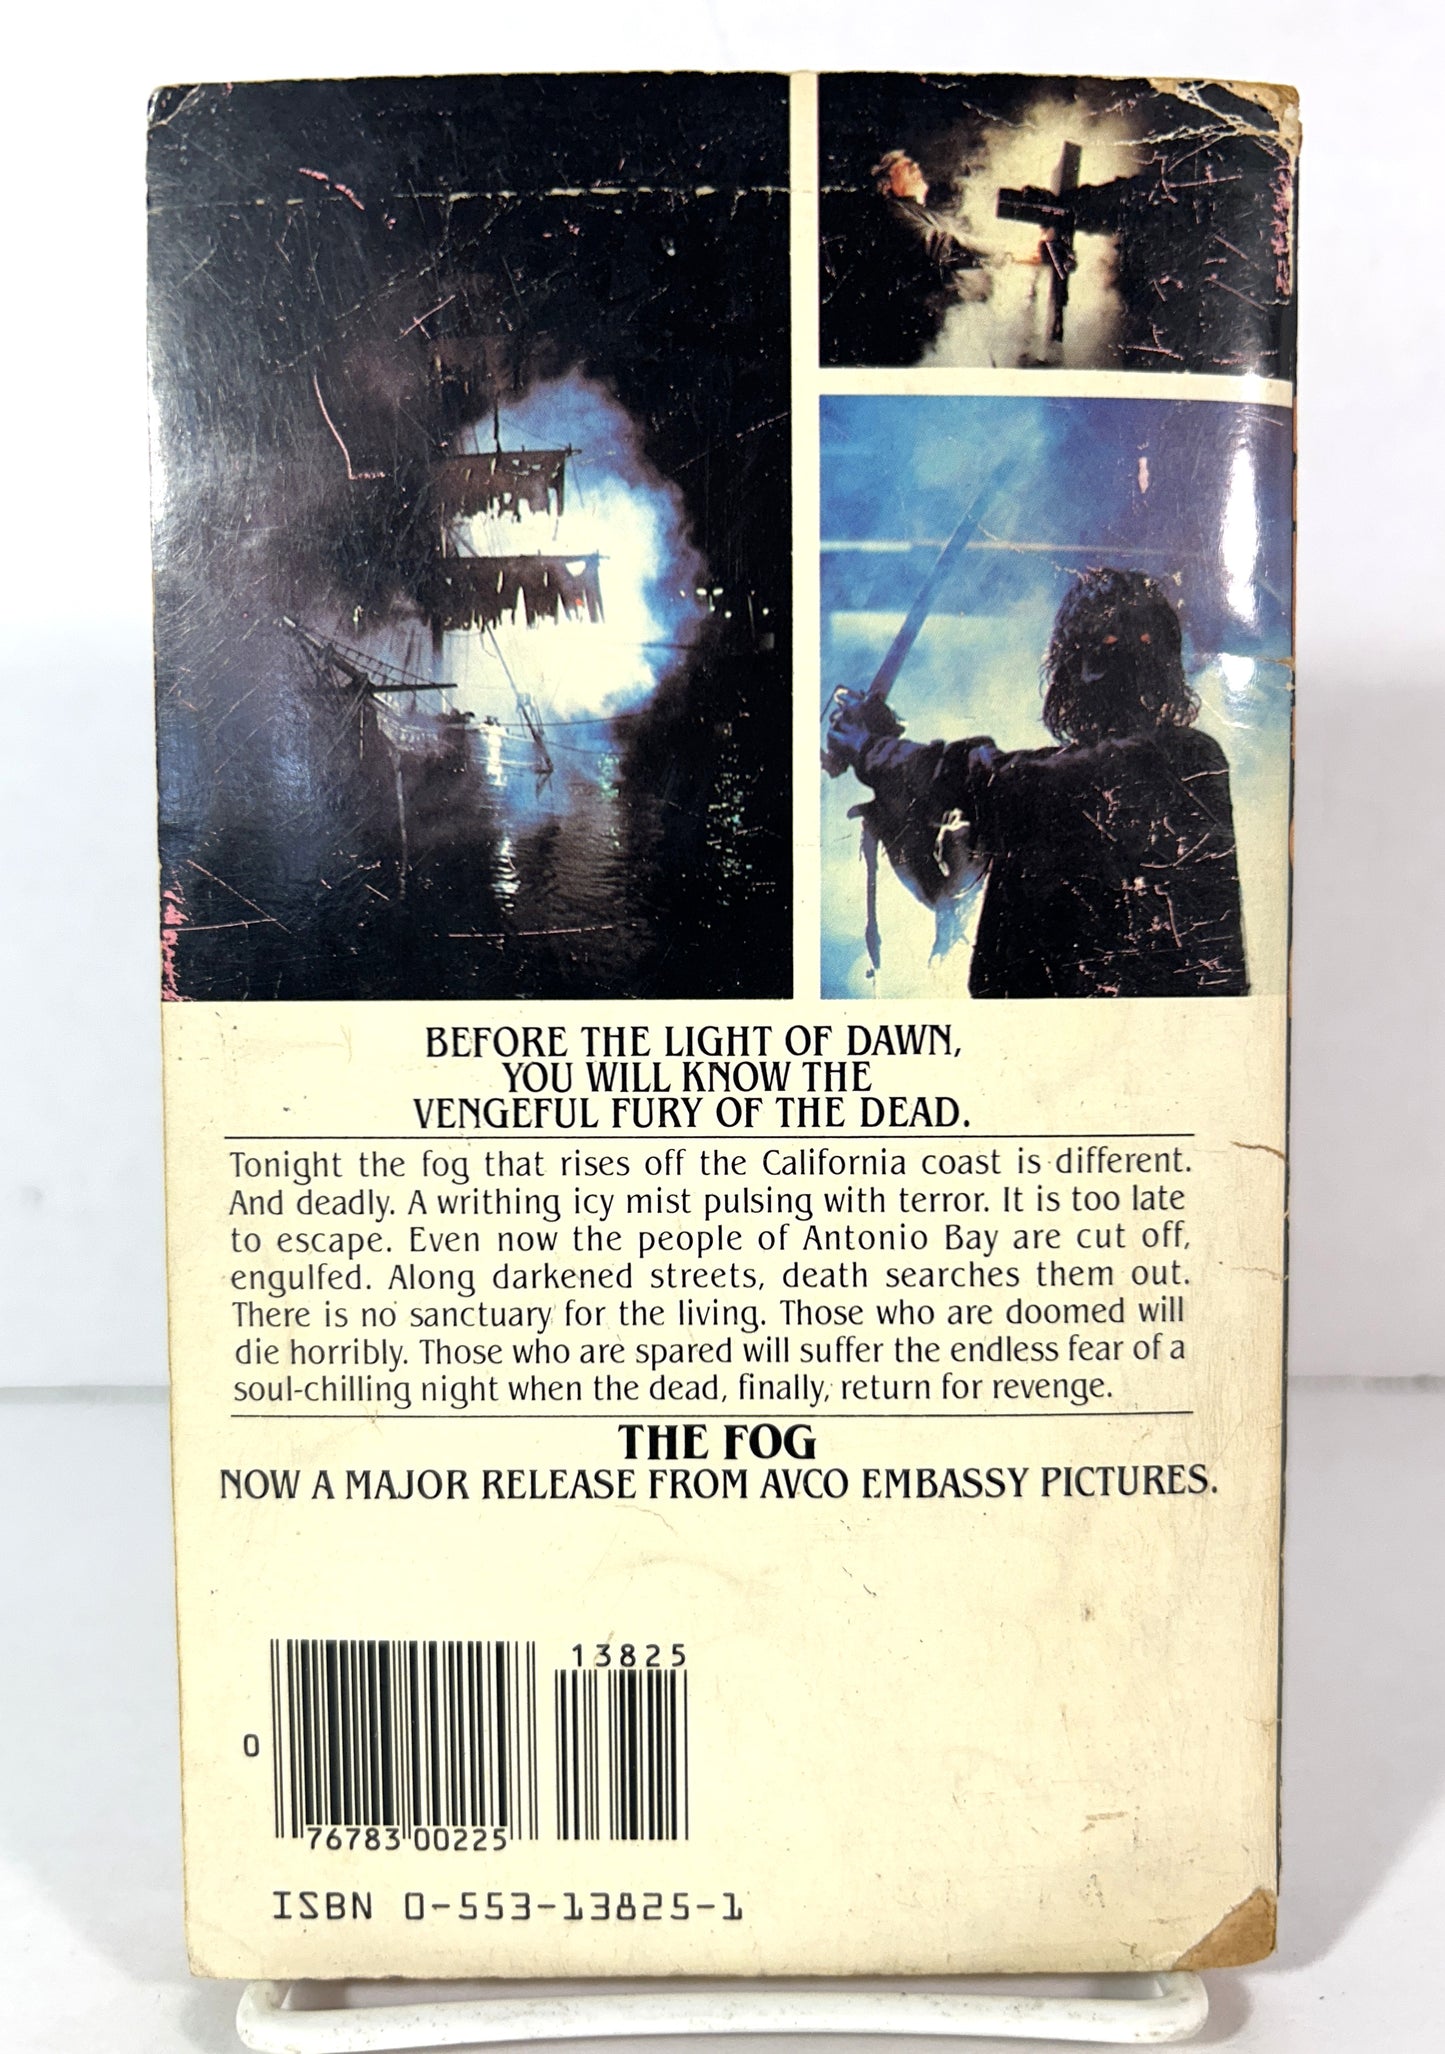 BEFORE THE LIGHT OF DAWN,
YOU WILL KNOW THE
VENGEFUL FURY OF THE DEAD.
Tonight the fog that rises off the California coast is different.
And deadly. A writhing icy mist pulsing with terror. It is too late
to escape. Even now the people of Antonio Bay are cut off,
engulfed. Along darkened streets, death searches them out.
There is no sanctuary for the living. Those who are doomed will
die horribly. Those who are spared will suffer the endless fear of a
soul-chilling night when the dead, finally, return for revenge.
THE FOG
NOW A MAJOR RELEASE FROM AVCO EMBASSY PICTURES.
13825
0
76783 00225
ISBN 0-553-13825-1